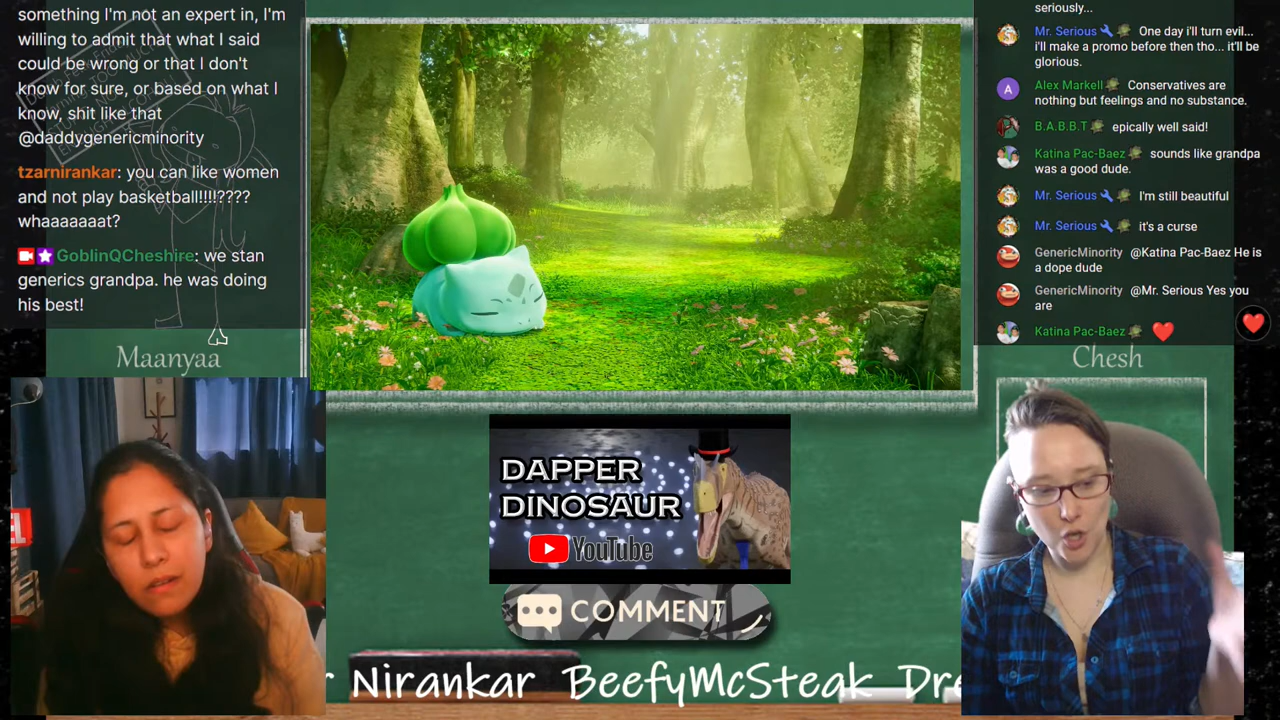 something I'm not an expert in, I'm
willing to admit that what I said
could be wrong or that I don't
know for sure, or based on what I
know, shit like that
@daddygenericminority
tzarnirankar: you can like women
and not play basketball!!!!????
whaaaaaat?
GoblinQCheshire: we stan
generics grandpa. he was doing
his best!
Maanyaa
DAPPER
DINOSAUR
YouTube
COMMENT
Nirankar BeefyMcSteak Dre
seriously...
Mr. Serious One day i'll turn evil...
i'll make a promo before then tho... it'll be
glorious.
A Alex Markell Conservatives are
nothing but feelings and no substance.
B.A.B.B.T epically well said!
Katina Pac-Baez sounds like grandpa
was a good dude.
Mr. Serious I'm still beautiful
Mr. Serious it's a curse
GenericMinority @Katina Pac-Baez He is
a dope dude
GenericMinority @Mr. Serious Yes you
are
Katina Pac-Baez
Chesh